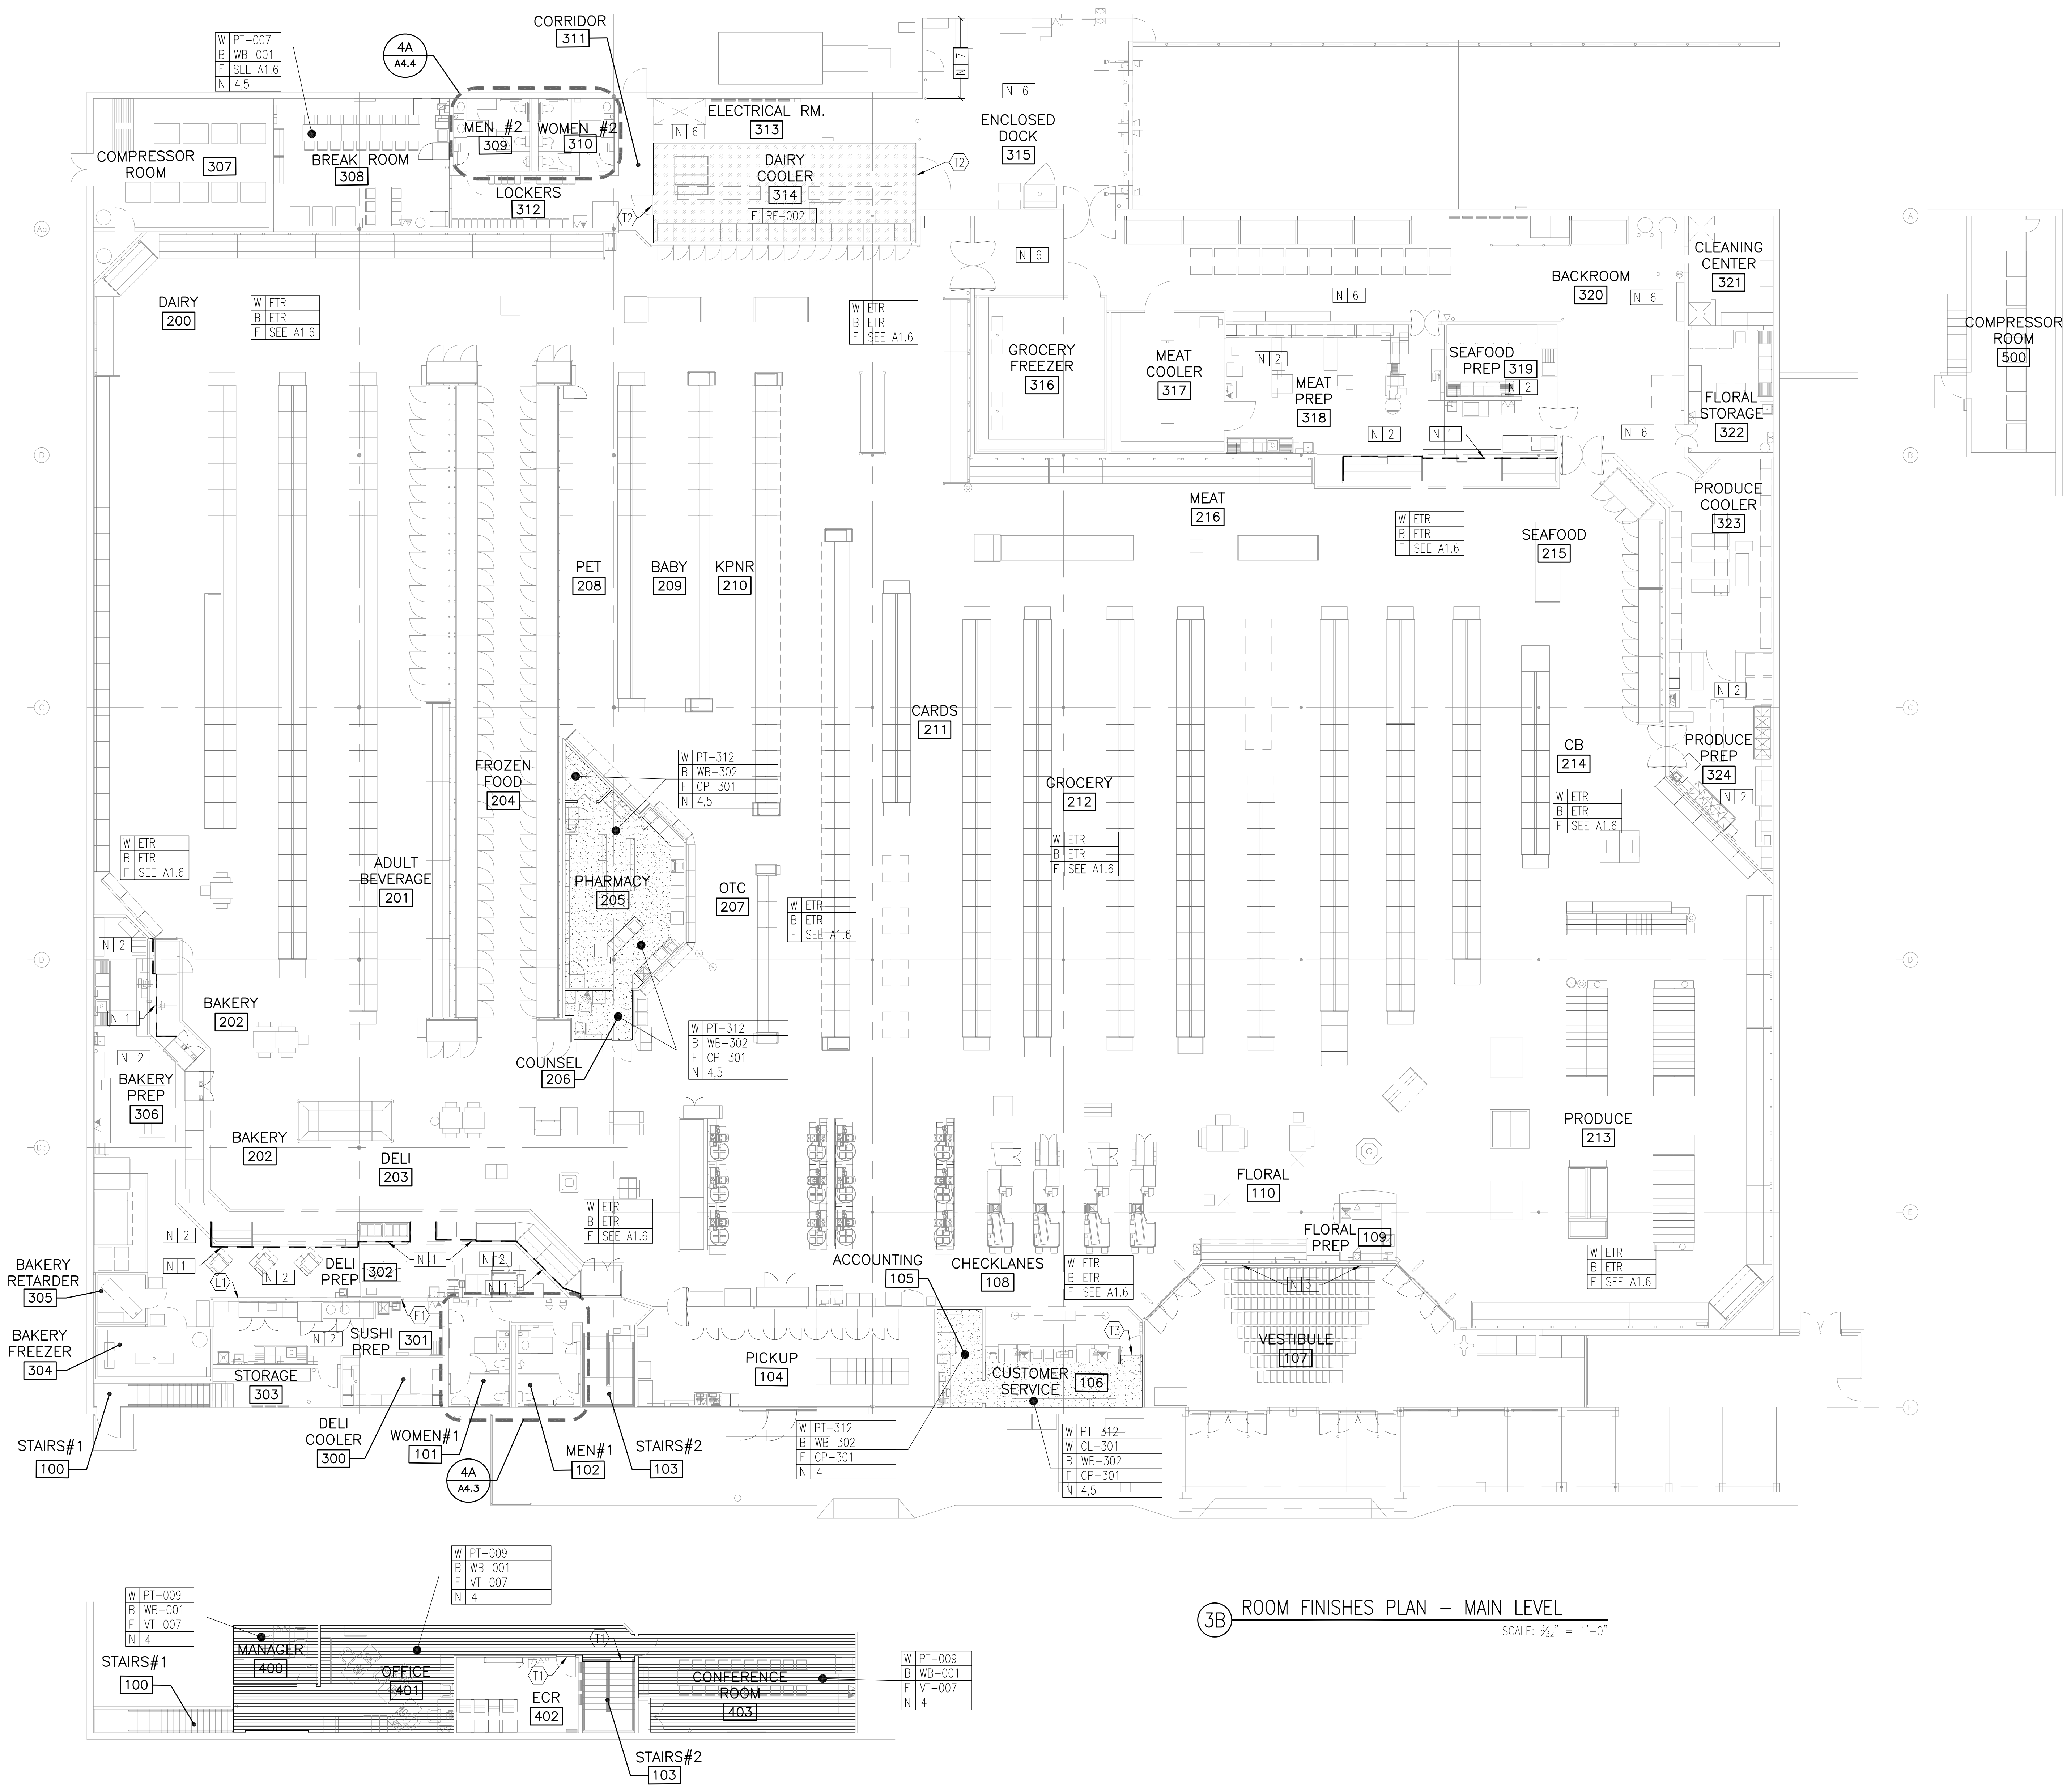 CORRIDOR
311
W PT-007
B WB-001
F SEE A1.6
N 4,5
4A
A4.4
N 7
N 6
ELECTRICAL RM.
313
N 6
ENCLOSED
DOCK
315
MEN #2
309
WOMEN #2
310
COMPRESSOR
ROOM
307
BREAK ROOM
308
LOCKERS
312
DAIRY
COOLER
314
F RF-002
T2
T2
Aa
A
N 6
CLEANING
CENTER
321
BACKROOM
320
N 6
N 6
DAIRY
200
W ETR
B ETR
F SEE A1.6
W ETR
B ETR
F SEE A1.6
COMPRESSOR
ROOM
500
GROCERY
FREEZER
316
MEAT
COOLER
317
N 2
MEAT
PREP
318
SEAFOOD
PREP
319
N 2
FLORAL
STORAGE
322
N 2
N 1
N 6
B
B
MEAT
216
W ETR
B ETR
F SEE A1.6
SEAFOOD
215
PRODUCE
COOLER
323
PET
208
BABY
209
KPNR
210
N 2
C
C
CARDS
211
CB
214
PRODUCE
PREP
324
N 2
FROZEN
FOOD
204
W PT-312
B WB-302
F CP-301
N 4,5
GROCERY
212
W ETR
B ETR
F SEE A1.6
W ETR
B ETR
F SEE A1.6
W ETR
B ETR
F SEE A1.6
ADULT
BEVERAGE
201
PHARMACY
205
OTC
207
W ETR
B ETR
F SEE A1.6
N 2
D
D
BAKERY
202
N 1
N 2
COUNSEL
206
W PT-312
B WB-302
F CP-301
N 4,5
BAKERY
PREP
306
BAKERY
202
DELI
203
PRODUCE
213
Dd
FLORAL
110
FLORAL
PREP
109
E
W ETR
B ETR
F SEE A1.6
N 2
N 1
N 1
N 2
N 2
N 1
DELI
PREP
302
E1
E1
BAKERY
RETARDER
305
ACCOUNTING
105
CHECKLANES
108
W ETR
B ETR
F SEE A1.6
N 3
W ETR
B ETR
F SEE A1.6
BAKERY
FREEZER
304
SUSHI
PREP
301
N 2
T3
VESTIBULE
107
STORAGE
303
PICKUP
104
CUSTOMER
SERVICE
106
F
STAIRS#1
100
DELI
COOLER
300
WOMEN#1
101
MEN#1
102
STAIRS#2
103
4A
A4.3
W PT-312
B WB-302
F CP-301
N 4
W PT-312
W CL-301
B WB-302
F CP-301
N 4,5
W PT-009
B WB-001
F VT-007
N 4
W PT-009
B WB-001
F VT-007
N 4
3B
ROOM FINISHES PLAN – MAIN LEVEL
SCALE: 3/32" = 1'-0"
MANAGER
400
OFFICE
401
T1
T1
ECR
402
CONFERENCE
ROOM
403
W PT-009
B WB-001
F VT-007
N 4
STAIRS#1
100
STAIRS#2
103